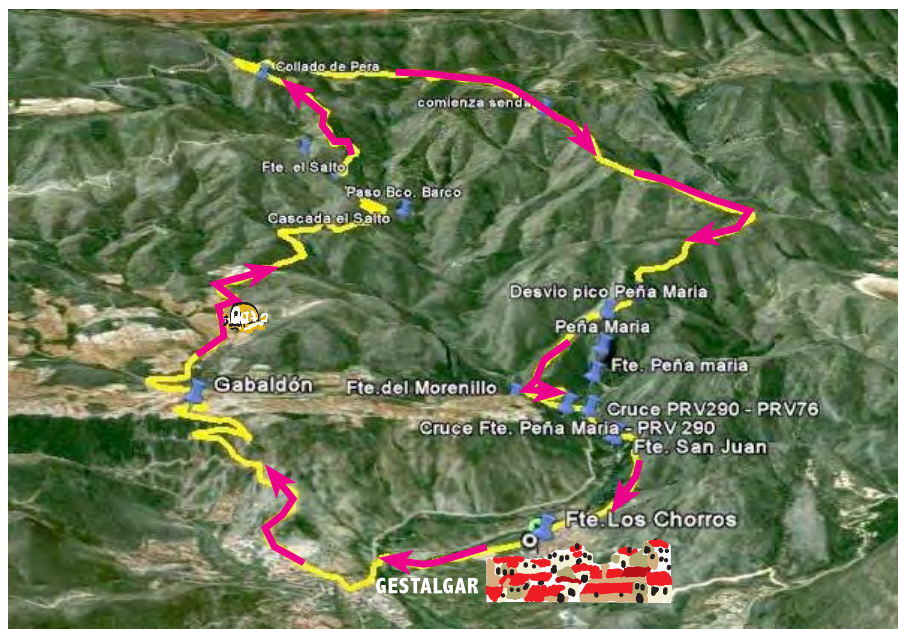 Collado de Pera
comienza senda
Fte. el Salto
Paso Bco. Barco
Cascada el Salto
Desvio pico Peña Maria
Peña Maria
Fte. Peña maria
Gabaldón
Fte.del Morenillo
Cruce PRV290 - PRV76
Cruce Fte. Peña Maria - PRV 290
Fte. San Juan
Fte.Los Chorros
GESTALGAR